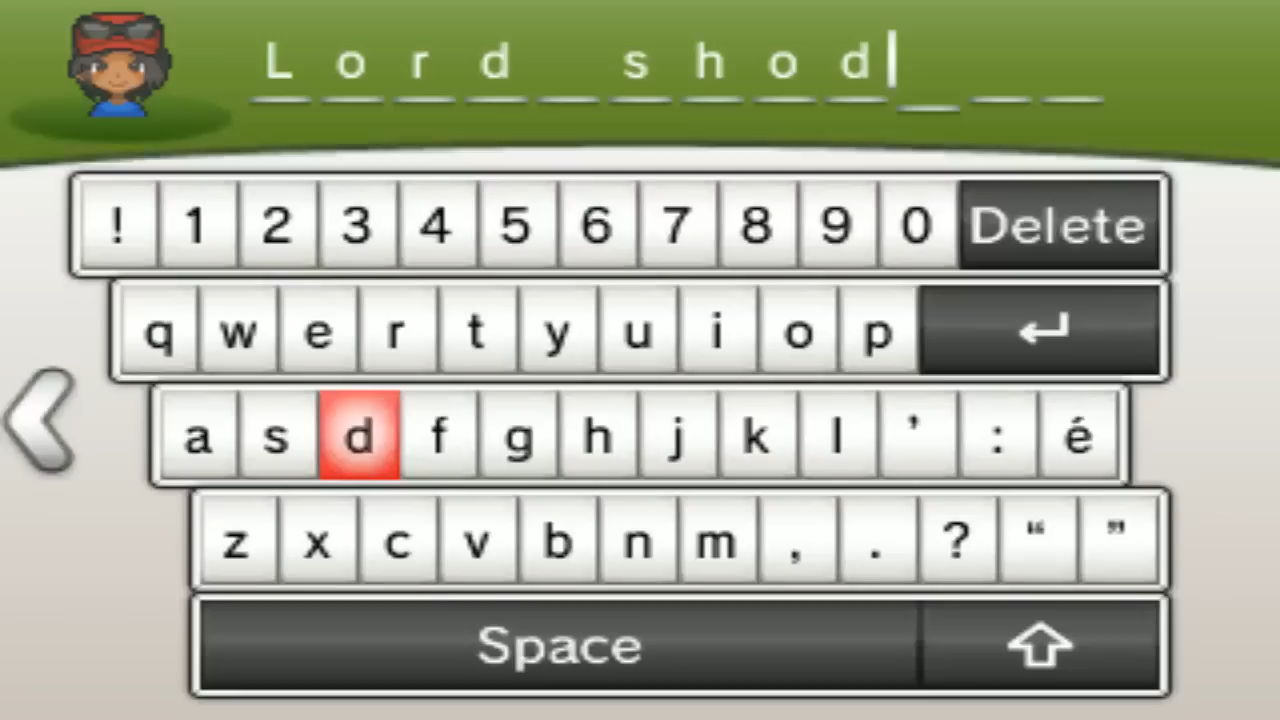 Lord shod
! 1 2 3 4 5 6 7 8 9 0 Delete
q w e r t y u i o p
a s d f g h j k l ’ : é
z x c v b n m , . ? “ ”
Space